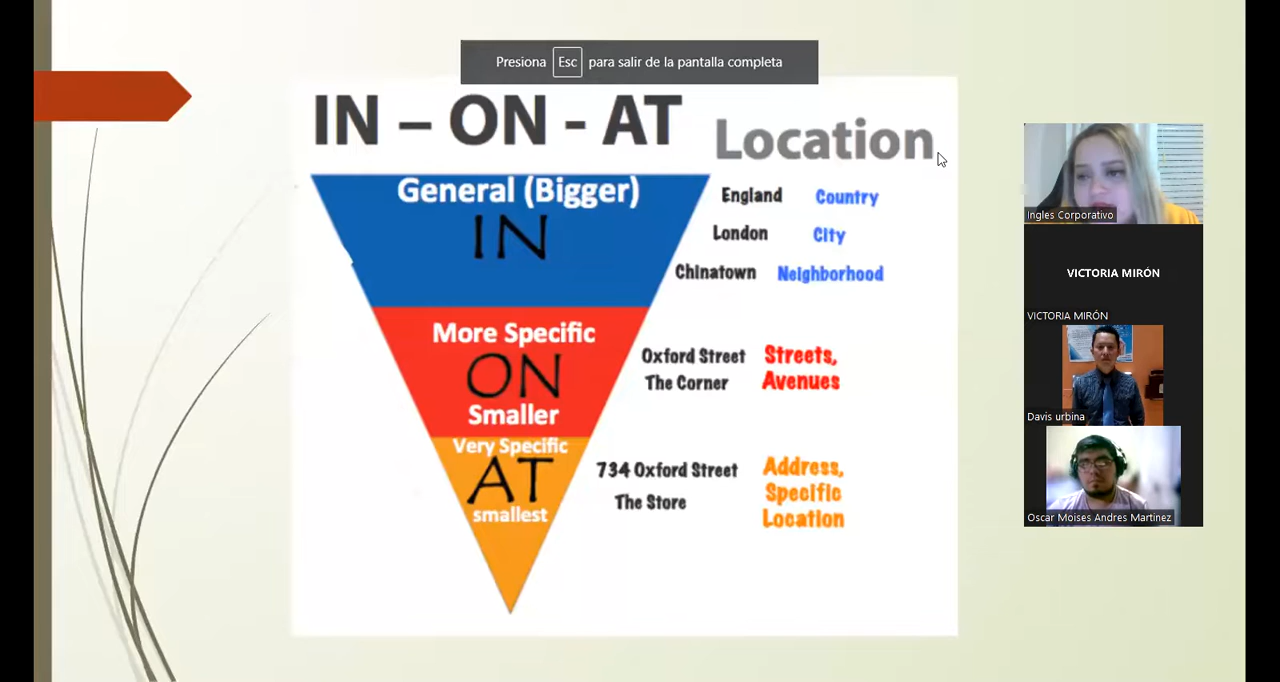 Presiona Esc para salir de la pantalla completa
IN – ON - AT
Location
General (Bigger)
IN
England Country
London City
Chinatown Neighborhood
More Specific
ON
Smaller
Oxford Street
The Corner
Streets,
Avenues
Very Specific
AT
smallest
734 Oxford Street
The Store
Address,
Specific
Location
Ingles Corporativo
VICTORIA MIRÓN
VICTORIA MIRÓN
Davis urbina
Oscar Moises Andres Martinez